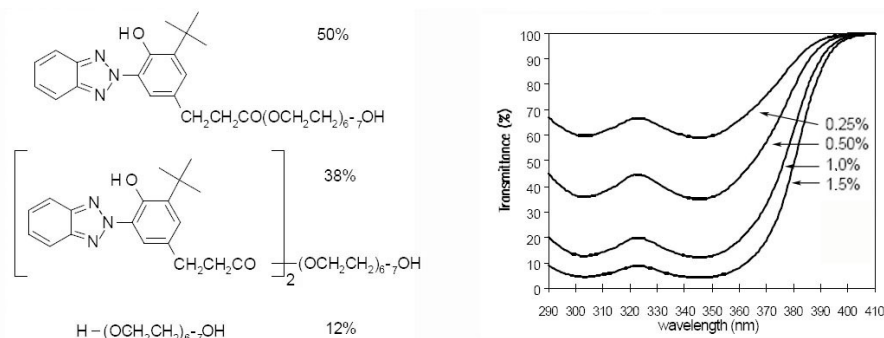 HO
50%
N
N
N
CH₂CH₂CO(OCH₂CH₂)₆-₇OH
HO
38%
N
N
N
CH₂CH₂CO
2
(OCH₂CH₂)₆-₇OH
H-(OCH₂CH₂)₆-₇OH
12%
Transmittance (%)
100
90
80
70
60
50
40
30
20
10
0
0.25%
0.50%
1.0%
1.5%
290 300 310 320 330 340 350 360 370 380 390 400 410
wavelength (nm)